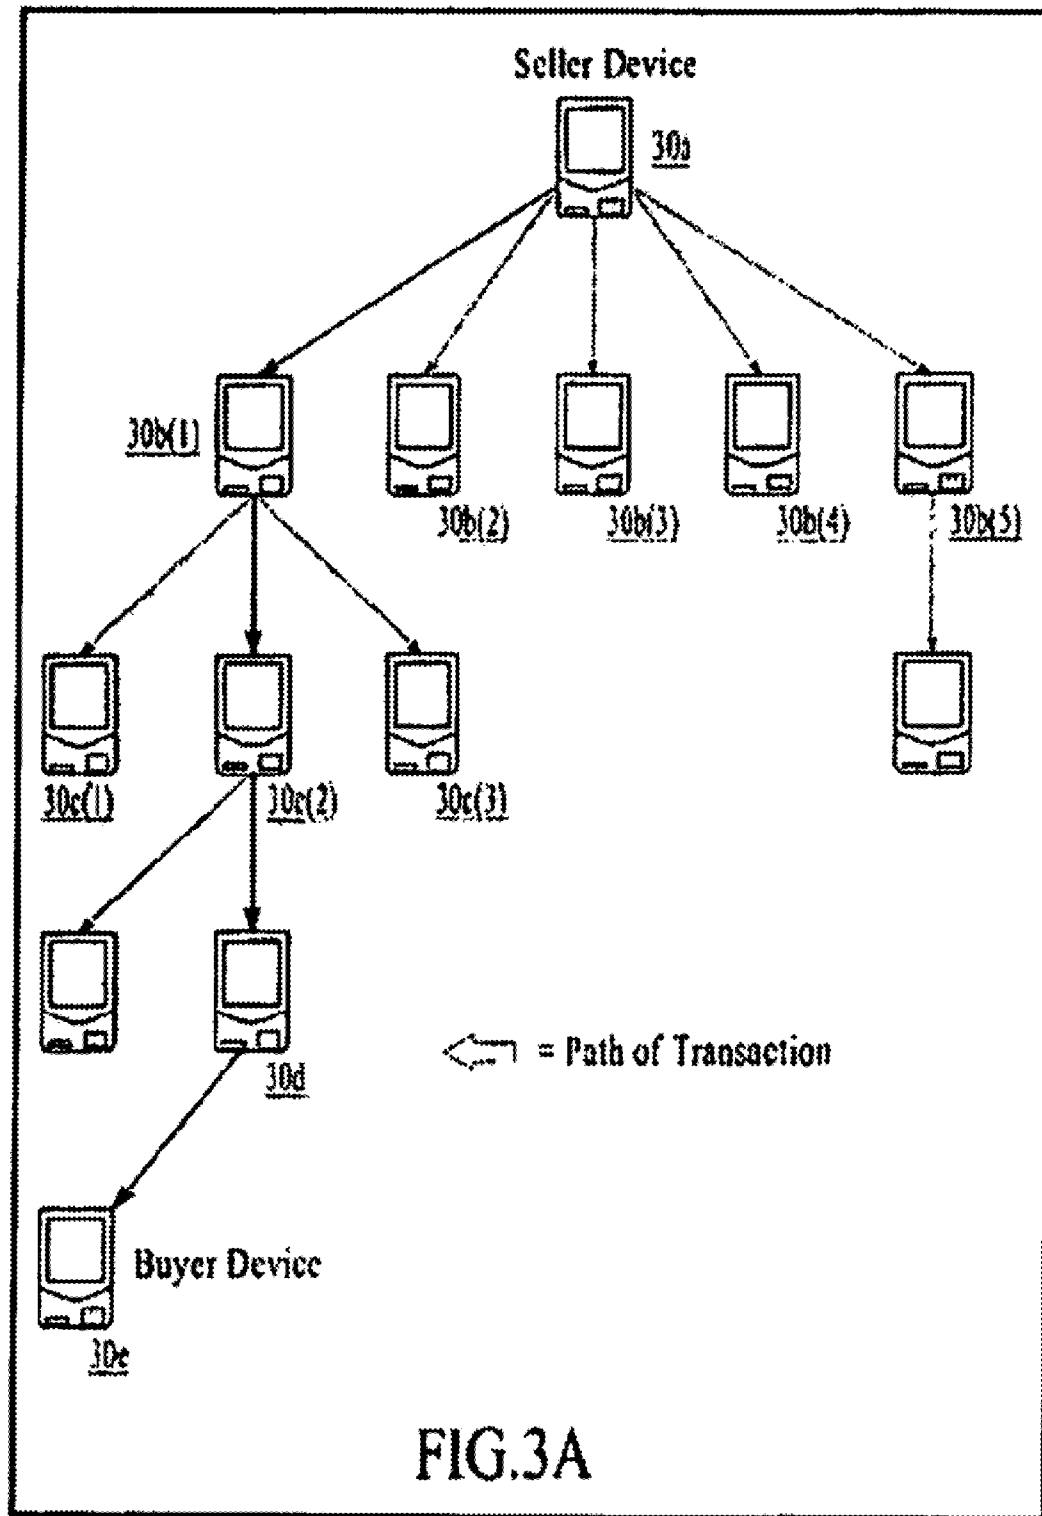 Seller Device
30a
30b(1)
30b(2)
30b(3)
30b(4)
30b(5)
30c(1)
30c(2)
30c(3)
= Path of Transaction
30d
Buyer Device
30e
FIG.3A